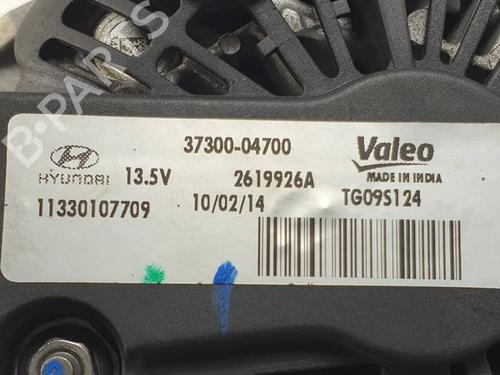 B-PARTS
37300-04700
HYUNDAI 13.5V 2619926A Valeo
MADE IN INDIA
11330107709 10/02/14 TG09S124